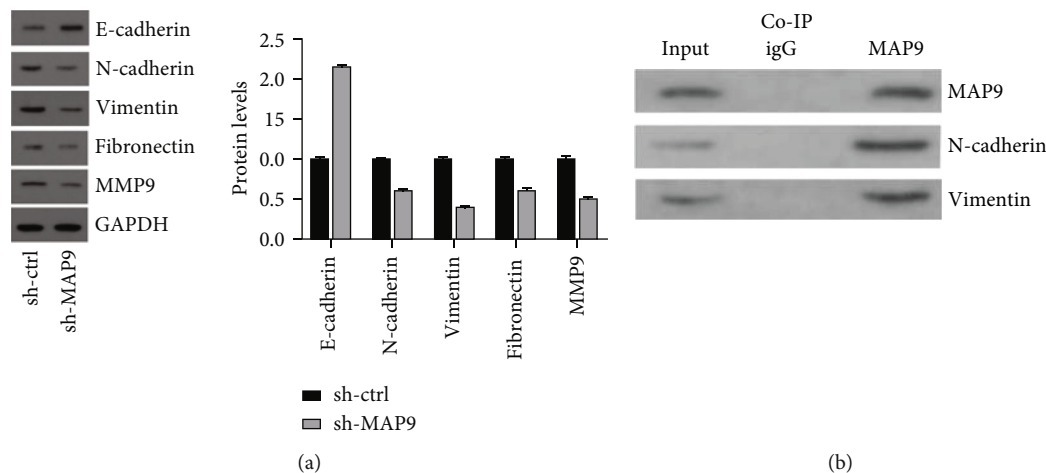 E-cadherin
N-cadherin
Vimentin
Fibronectin
MMP9
GAPDH
sh-ctrl
sh-MAP9
Protein levels
2.5
2.0
1.5
0.0
0.5
0.0
E-cadherin
N-cadherin
Vimentin
Fibronectin
MMP9
sh-ctrl
sh-MAP9
(a)
Co-IP
Input igG MAP9
MAP9
N-cadherin
Vimentin
(b)